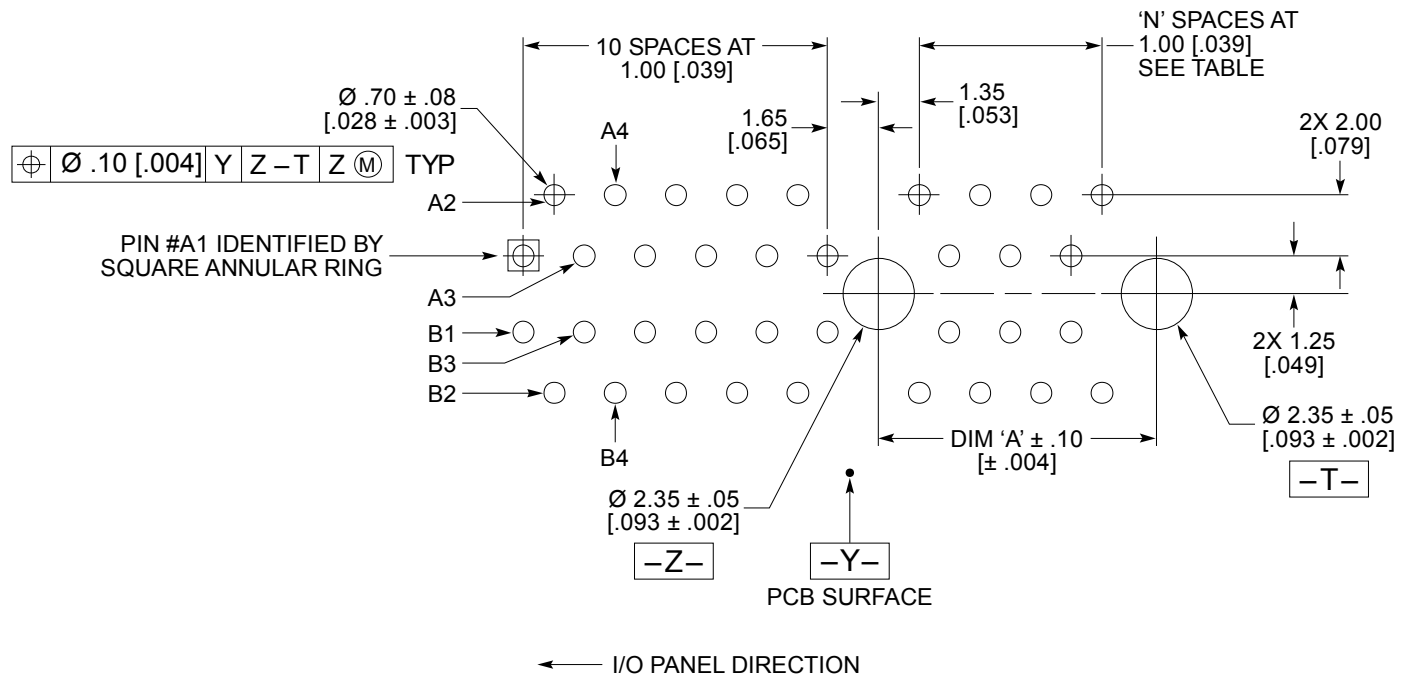 10 SPACES AT
1.00 [.039]
'N' SPACES AT
1.00 [.039]
SEE TABLE
Ø .70 ± .08
[.028 ± .003]
A4
1.65
[.065]
1.35
[.053]
2X 2.00
[.079]
⌖ Ø .10 [.004] Y Z – T Z Ⓜ TYP
A2
PIN #A1 IDENTIFIED BY
SQUARE ANNULAR RING
A3
B1
B3
B2
2X 1.25
[.049]
B4
DIM 'A' ± .10
[± .004]
Ø 2.35 ± .05
[.093 ± .002]
–T–
Ø 2.35 ± .05
[.093 ± .002]
–Z–
–Y–
PCB SURFACE
I/O PANEL DIRECTION